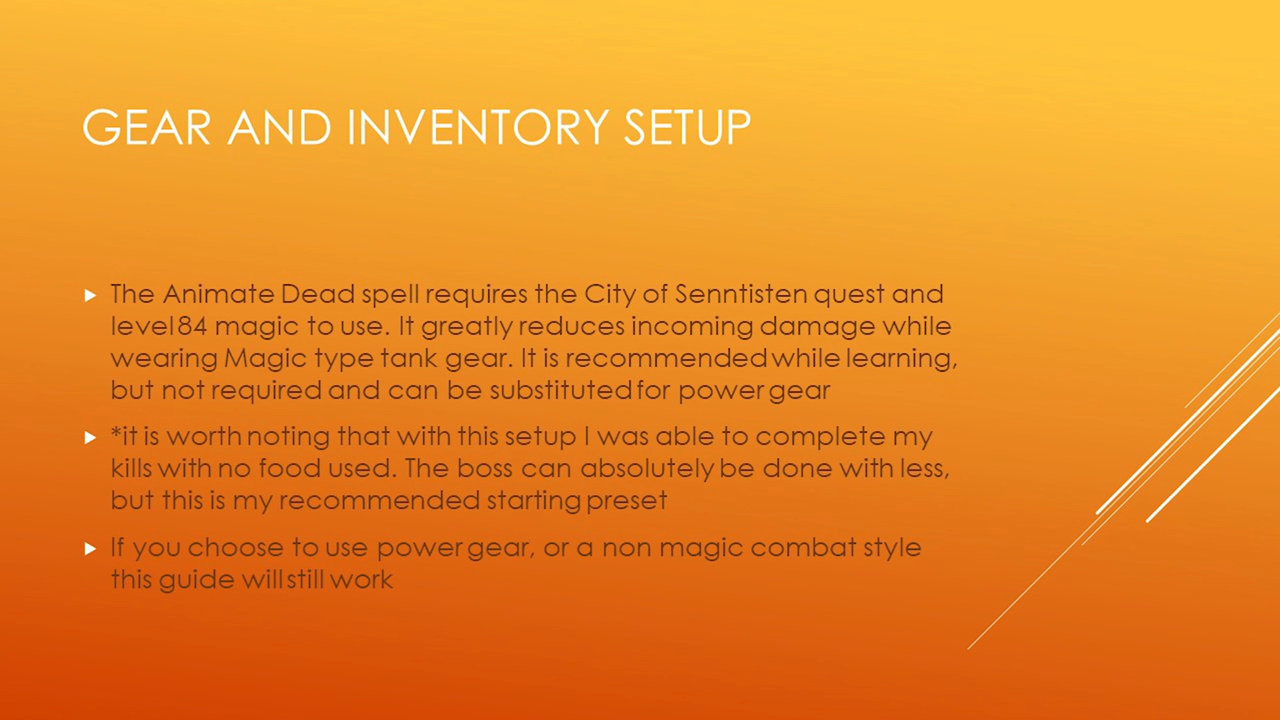 GEAR AND INVENTORY SETUP
The Animate Dead spell requires the City of Senntisten quest and
level 84 magic to use. It greatly reduces incoming damage while
wearing Magic type tank gear. It is recommended while learning,
but not required and can be substituted for power gear
*it is worth noting that with this setup I was able to complete my
kills with no food used. The boss can absolutely be done with less,
but this is my recommended starting preset
If you choose to use power gear, or a non magic combat style
this guide will still work